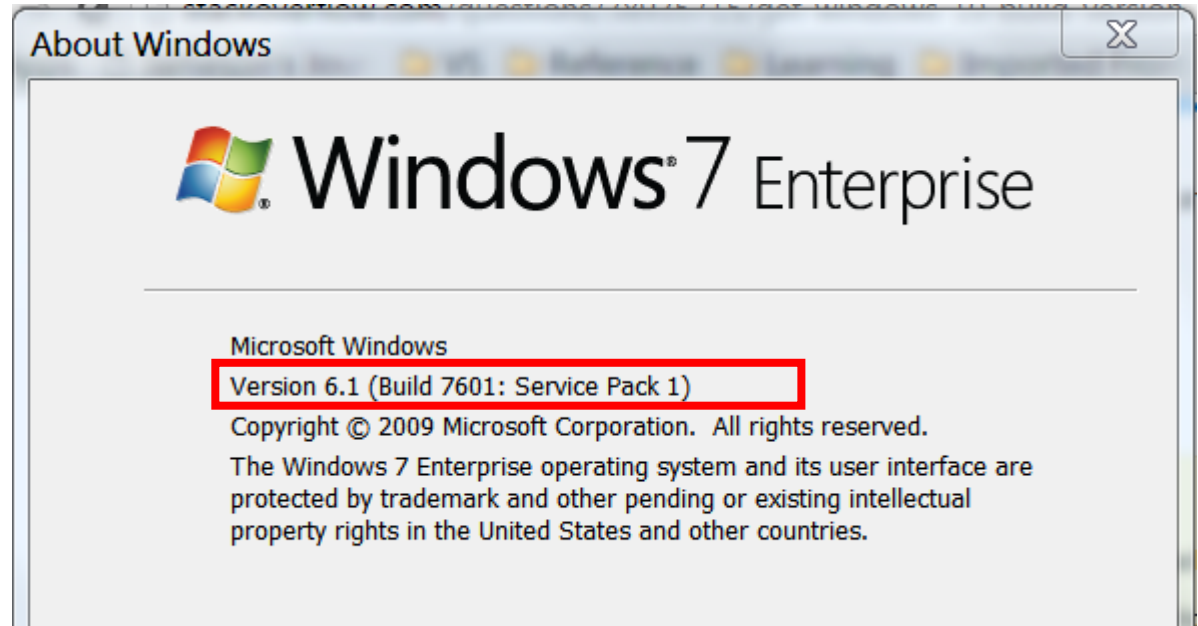 About Windows
Windows® 7 Enterprise
Microsoft Windows
Version 6.1 (Build 7601: Service Pack 1)
Copyright © 2009 Microsoft Corporation. All rights reserved.
The Windows 7 Enterprise operating system and its user interface are
protected by trademark and other pending or existing intellectual
property rights in the United States and other countries.